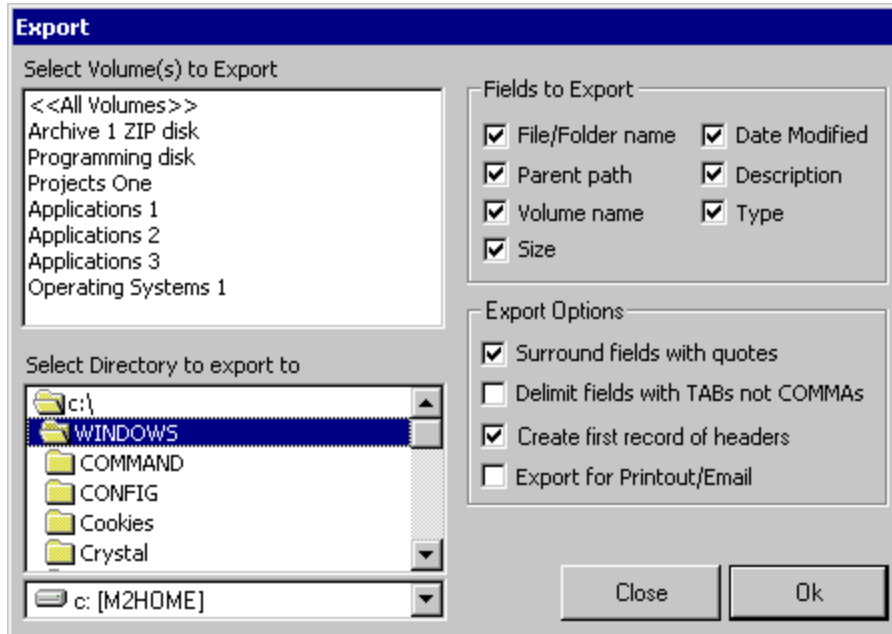 Export
Select Volume(s) to Export
<<All Volumes>>
Archive 1 ZIP disk
Programming disk
Projects One
Applications 1
Applications 2
Applications 3
Operating Systems 1
Select Directory to export to
c:\
WINDOWS
COMMAND
CONFIG
Cookies
Crystal
c: [M2HOME]
Fields to Export
File/Folder name
Date Modified
Parent path
Description
Volume name
Type
Size
Export Options
Surround fields with quotes
Delimit fields with TABs not COMMAs
Create first record of headers
Export for Printout/Email
Close
Ok